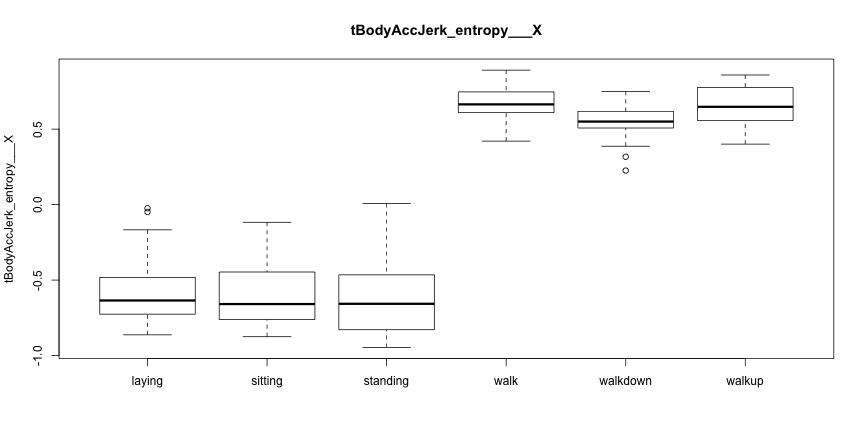 tBodyAccJerk_entropy___X
tBodyAccJerk_entropy___X
0.5
0.0
-0.5
-1.0
laying sitting standing walk walkdown walkup